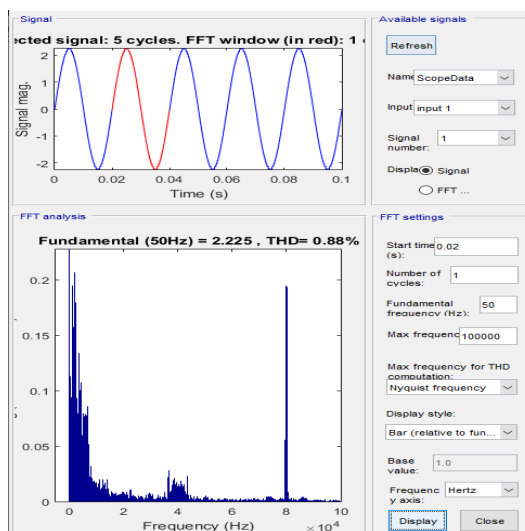 Signal
ected signal: 5 cycles. FFT window (in red): 1
Signal mag.
2
1
0
-1
-2
0
0.02
0.04
0.06
0.08
0.1
Time (s)
FFT analysis
Fundamental (50Hz) = 2.225 , THD= 0.88%
0.2
0.15
0.1
0.05
0
0
2
4
6
8
10
Frequency (Hz)
×10⁴
Available signals
Refresh
Name
ScopeData
Input:
input 1
Signal
number:
1
Displa
Signal
FFT ...
FFT settings
Start time
(s):
0.02
Number of
cycles:
1
Fundamental
frequency (Hz):
50
Max frequenc
100000
Max frequency for THD
computation:
Nyquist frequency
Display style:
Bar (relative to fun...
Base
value:
1.0
Frequenc
y axis:
Hertz
Display
Close